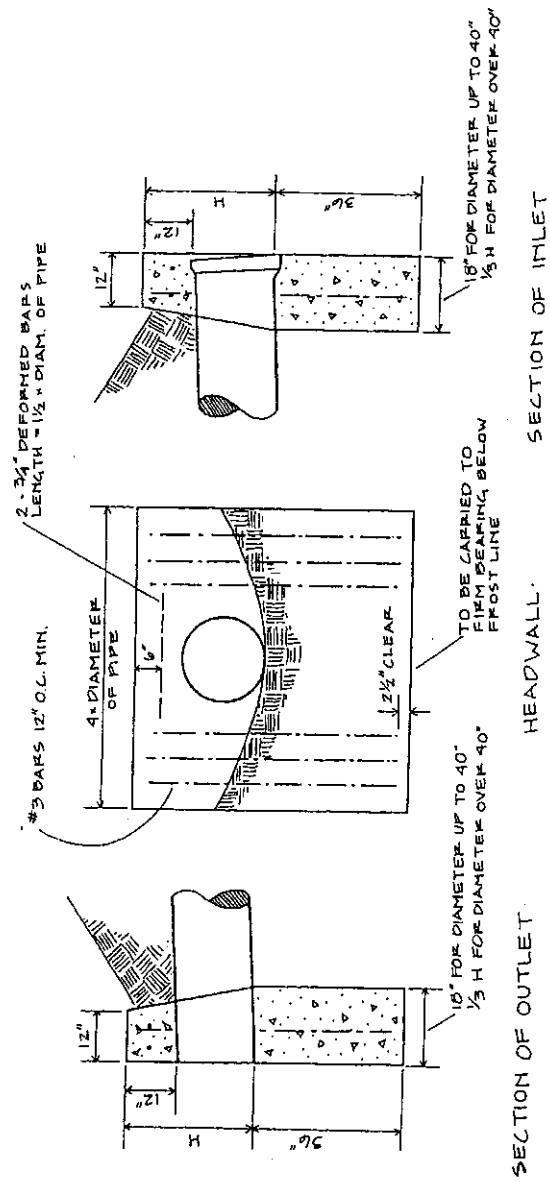 12"
12"
H
36"
18" FOR DIAMETER UP TO 40"
1/3 H FOR DIAMETER OVER 40"
SECTION OF OUTLET
#3 BARS 12" O.C. MIN.
4 x DIAMETER
OF PIPE
6"
2 - 3/4" DEFORMED BARS
LENGTH = 1 1/2 x DIAM. OF PIPE
2 1/2" CLEAR
TO BE CARRIED TO
FIRM BEARING, BELOW
FROST LINE
HEADWALL.
12"
12"
H
36"
18" FOR DIAMETER UP TO 40"
1/3 H FOR DIAMETER OVER 40"
SECTION OF INLET